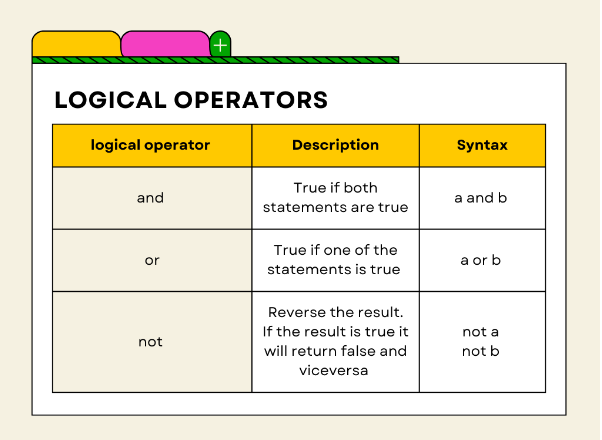 LOGICAL OPERATORS
logical operator
Description
Syntax
and
True if both
statements are true
a and b
or
True if one of the
statements is true
a or b
not
Reverse the result.
If the result is true it
will return false and
viceversa
not a
not b